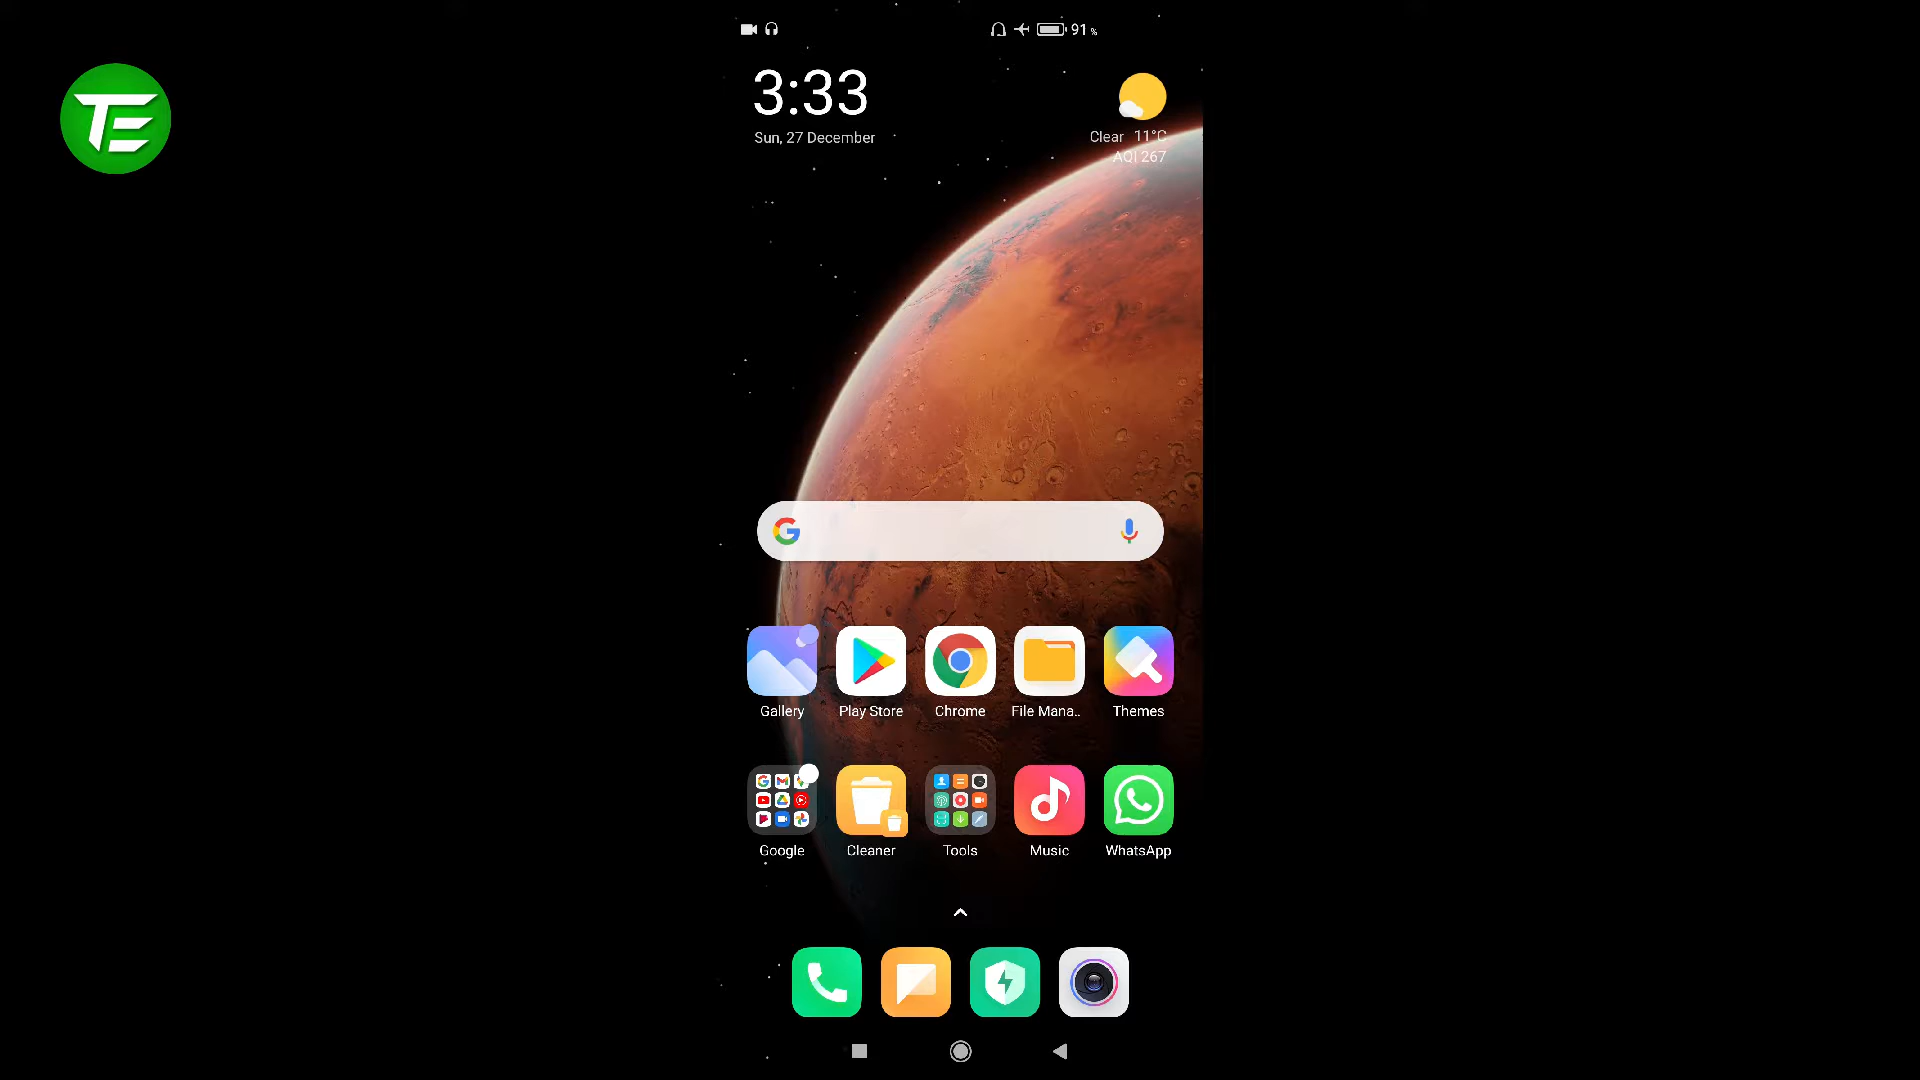 91 %
TE
3:33
Sun, 27 December
Clear 11°C
AQI 267
Gallery
Play Store
Chrome
File Mana..
Themes
Google
Cleaner
Tools
Music
WhatsApp